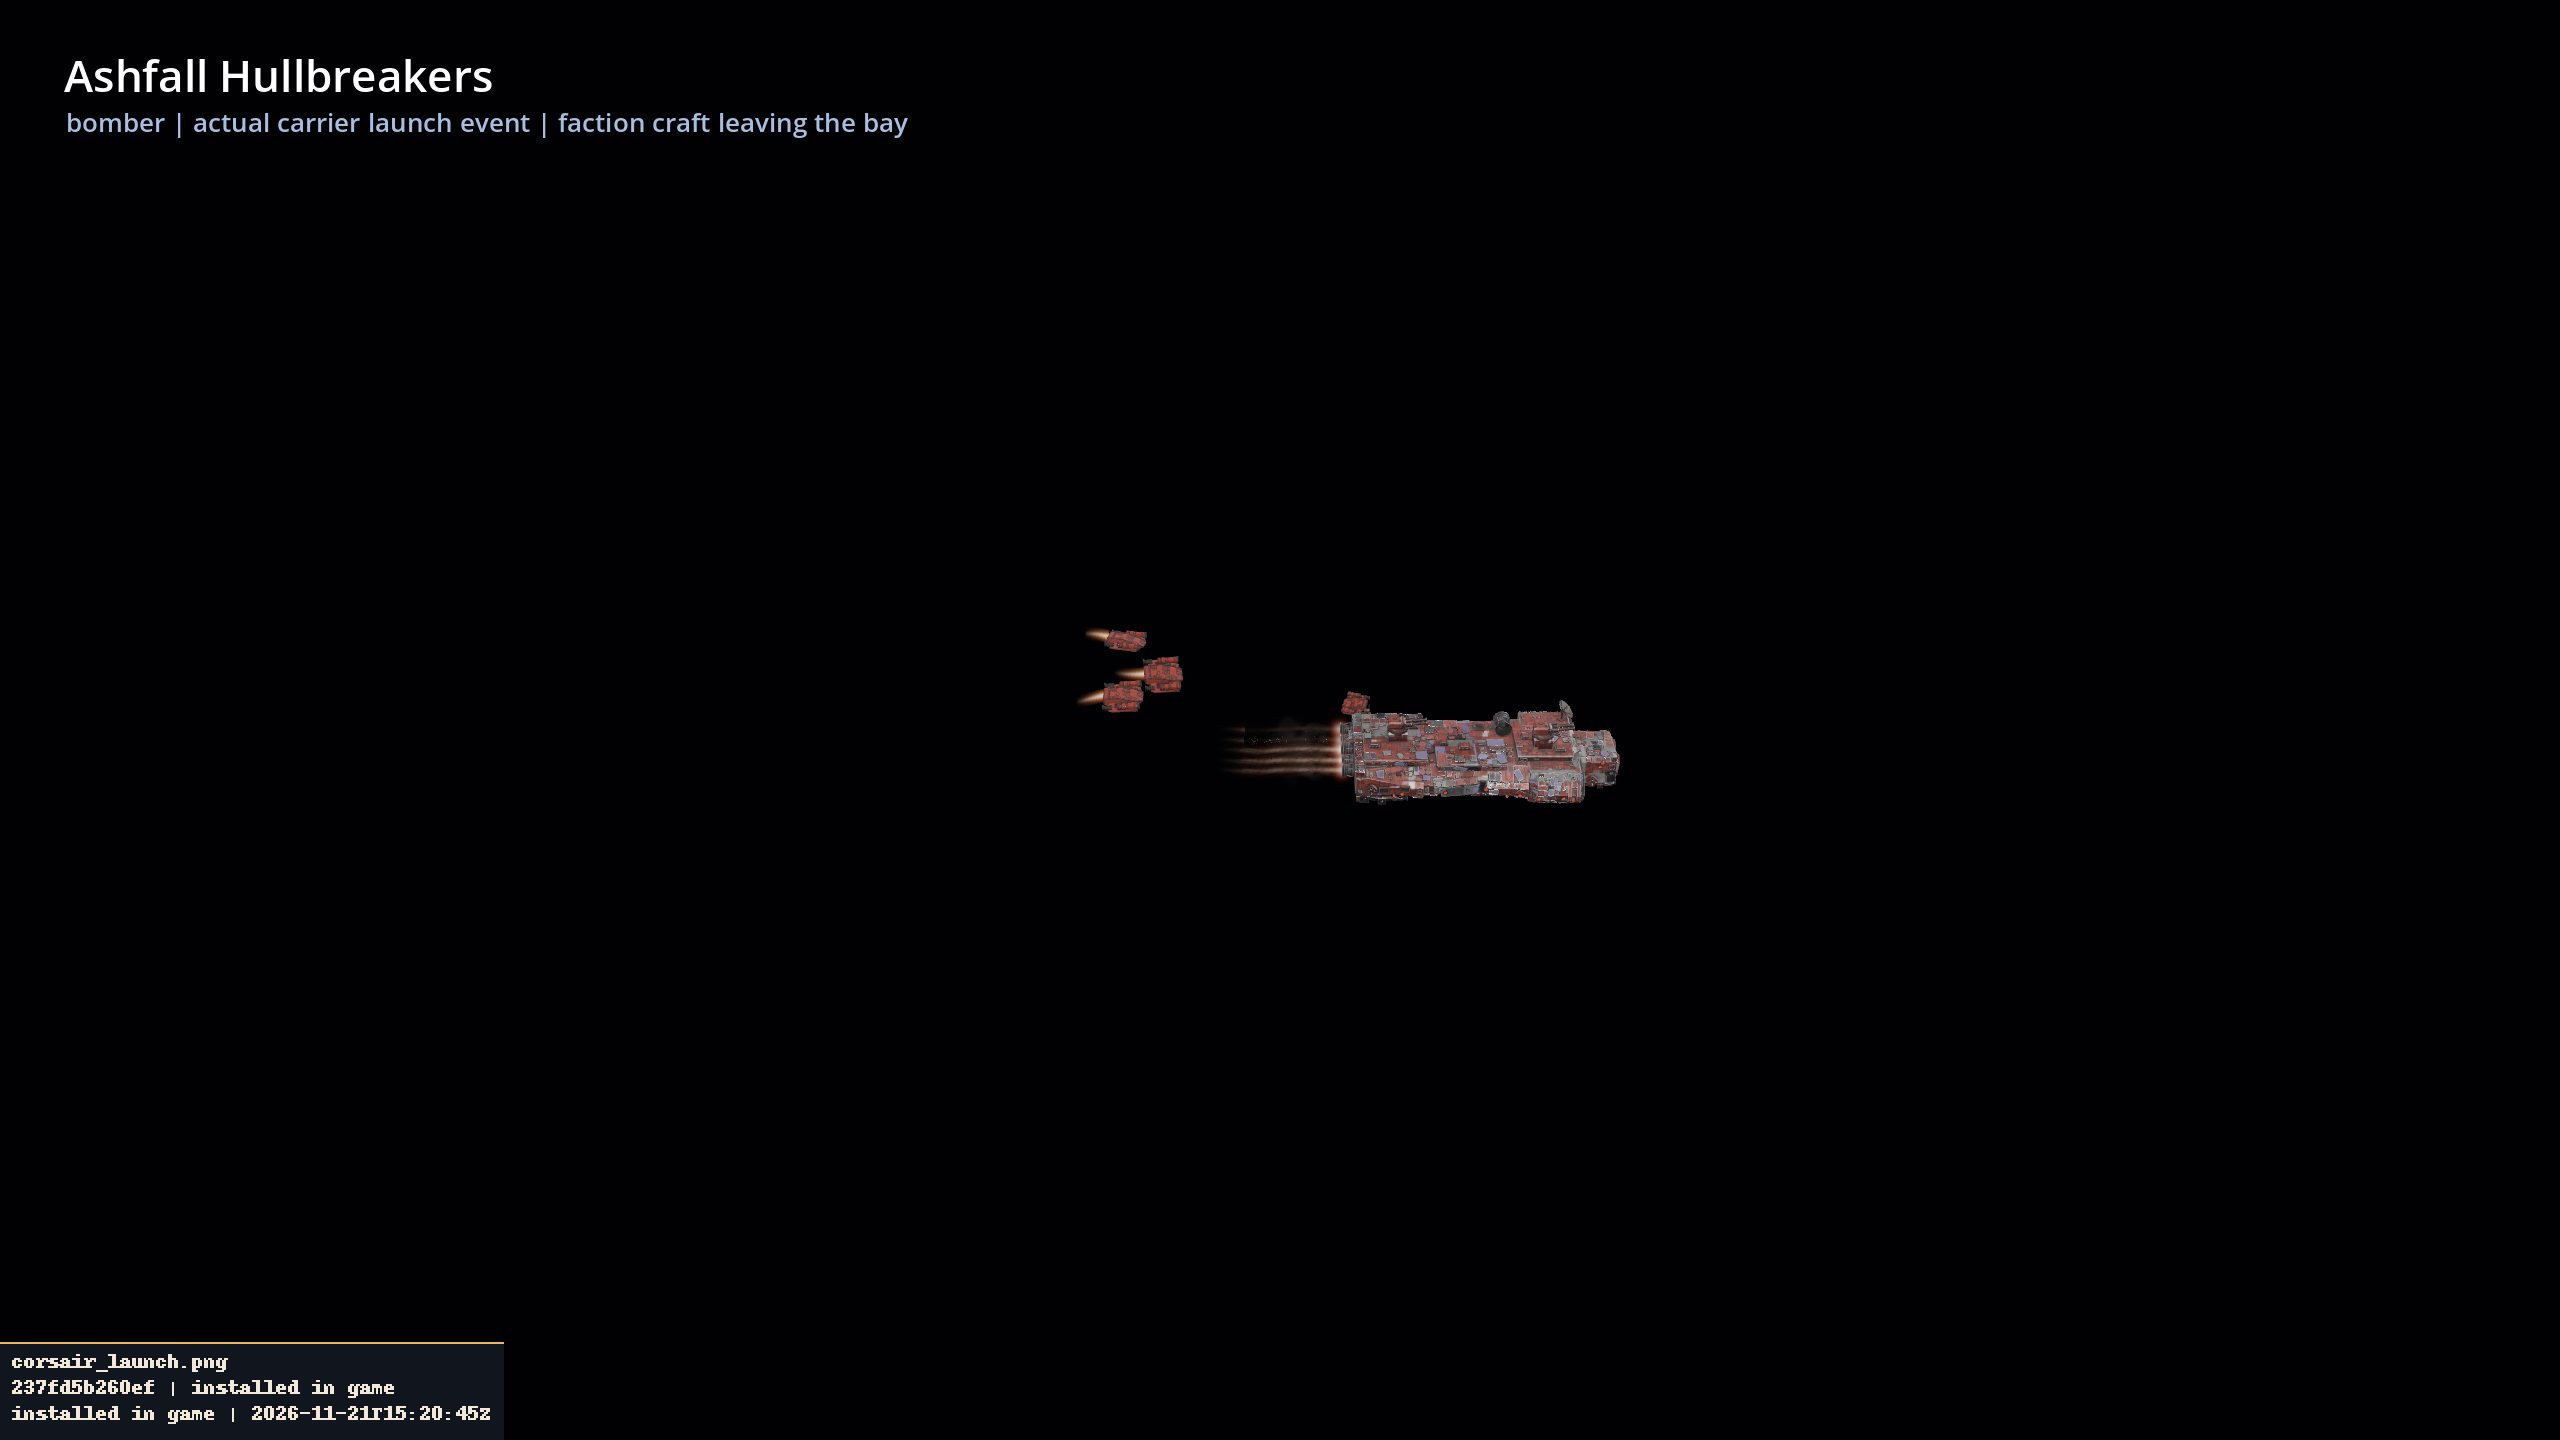 Ashfall Hullbreakers
bomber | actual carrier launch event | faction craft leaving the bay
corsair_launch.png
237fd5b260ef | installed in game
installed in game | 2026-11-21T15:20:45Z